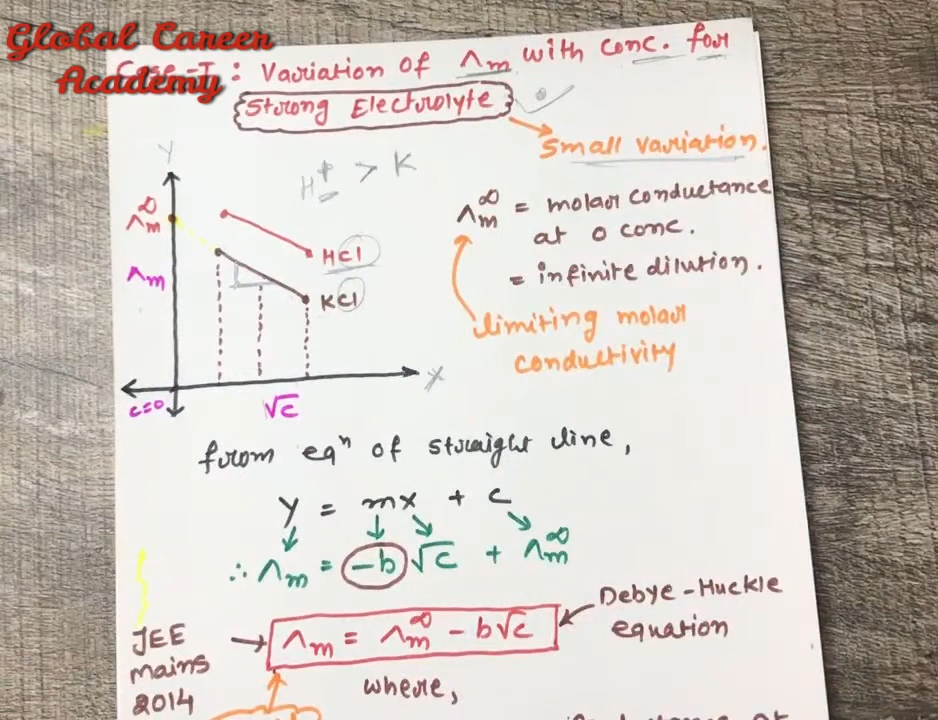 Global Career
Academy
Case-I : Variation of Λm with conc. for
Strong Electrolyte
Small variation.
Y
H⁺ > K
Λm^∞
Λm
HCl
KCl
X
c=0
√c
Λm^∞ = molar conductance
at 0 conc.
= infinite dilution.
limiting molar
conductivity
from eqⁿ of straight line,
Y = mx + c
∴ Λm = -b √c + Λm^∞
Debye-Huckle
equation
JEE
mains
2014
Λm = Λm^∞ - b√c
where,